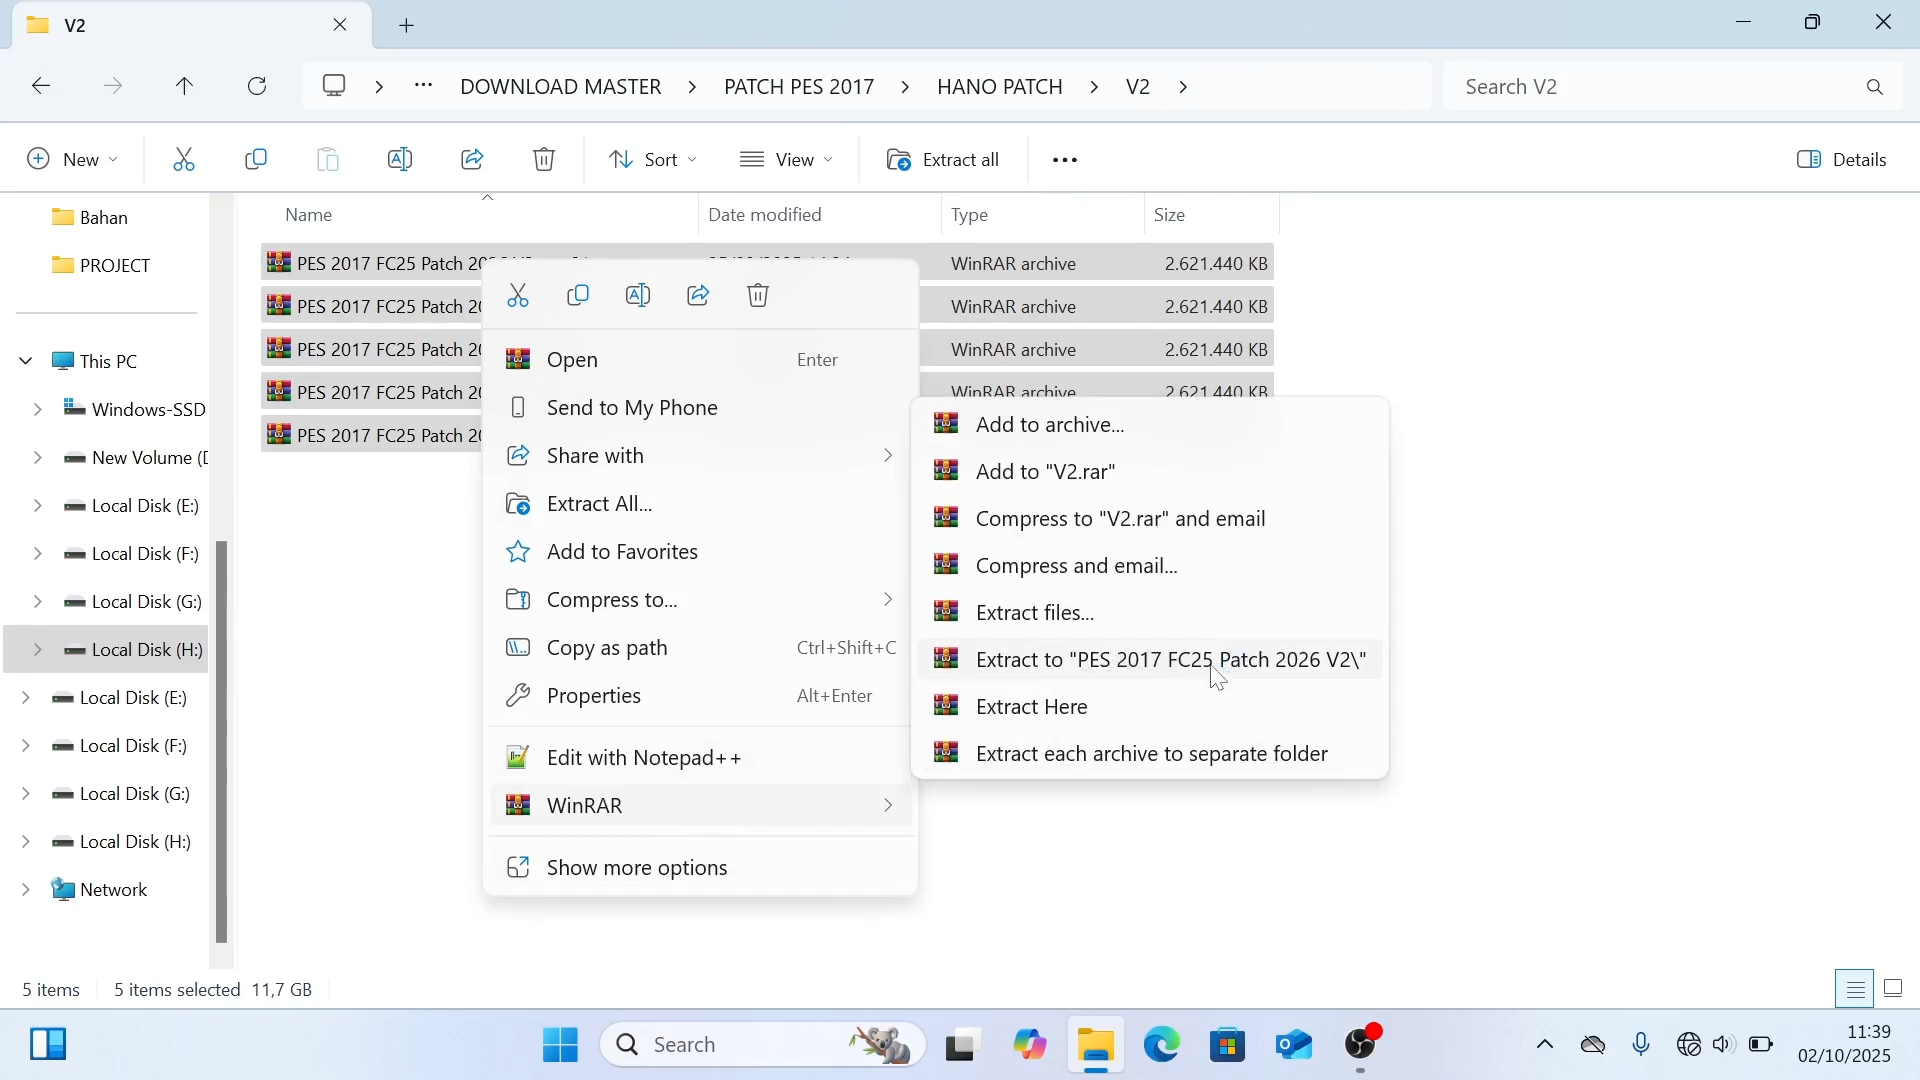 V2
DOWNLOAD MASTER
PATCH PES 2017
HANO PATCH
V2
Search V2
New
Sort
View
Extract all
Details
Name
Date modified
Type
Size
Bahan
PROJECT
This PC
Windows-SSD
New Volume (D
Local Disk (E:)
Local Disk (F:)
Local Disk (G:)
Local Disk (H:)
Local Disk (E:)
Local Disk (F:)
Local Disk (G:)
Local Disk (H:)
Network
PES 2017 FC25 Patch
WinRAR archive
2.621.440 KB
PES 2017 FC25 Patch
WinRAR archive
2.621.440 KB
PES 2017 FC25 Patch
WinRAR archive
2.621.440 KB
PES 2017 FC25 Patch
WinRAR archive
2.621.440 KB
PES 2017 FC25 Patch
Open
Enter
Send to My Phone
Share with
Extract All...
Add to Favorites
Compress to...
Copy as path
Ctrl+Shift+C
Properties
Alt+Enter
Edit with Notepad++
WinRAR
Show more options
Add to archive...
Add to "V2.rar"
Compress to "V2.rar" and email
Compress and email...
Extract files...
Extract to "PES 2017 FC25 Patch 2026 V2\"
Extract Here
Extract each archive to separate folder
5 items
5 items selected 11,7 GB
Search
11:39
02/10/2025